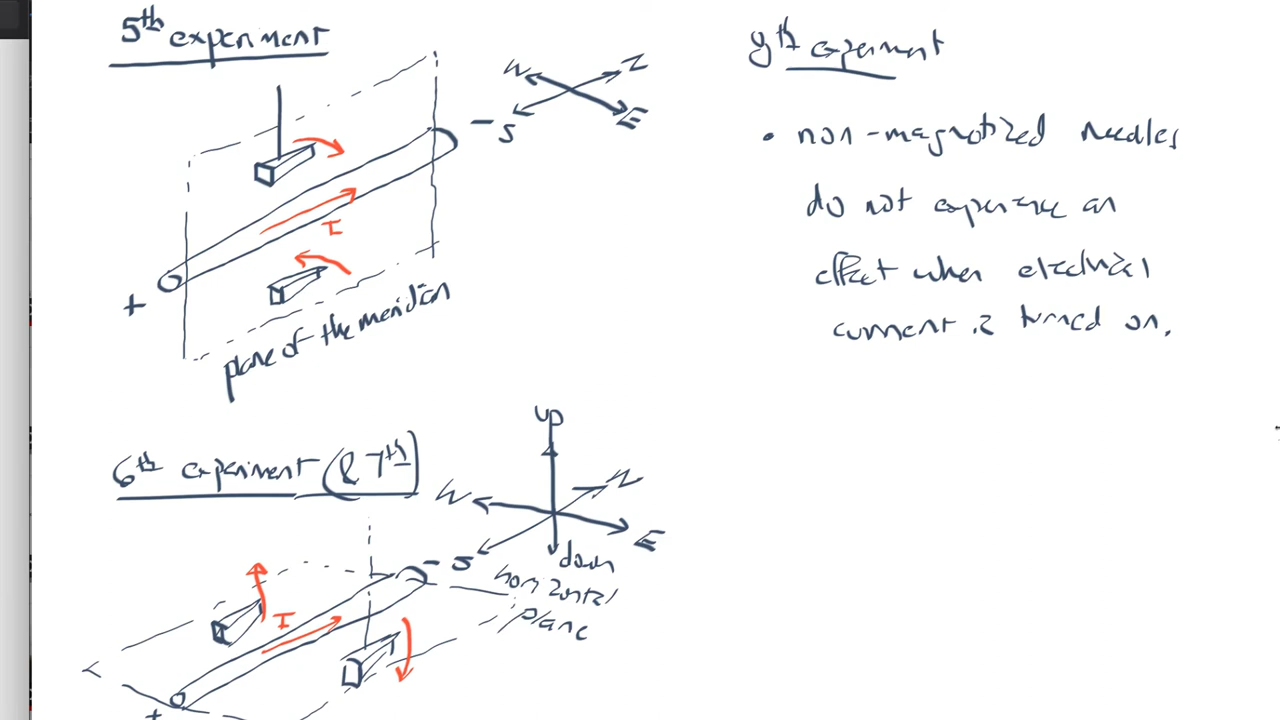 5th experiment
W N
S E
- 
I
+
plane of the meridian
6th experiment (& 7th)
up
W N
S E
down
horizontal
plane
-
I
+
9th experiment
• non-magnetized needles
do not experience an
effect when electrical
current is turned on.